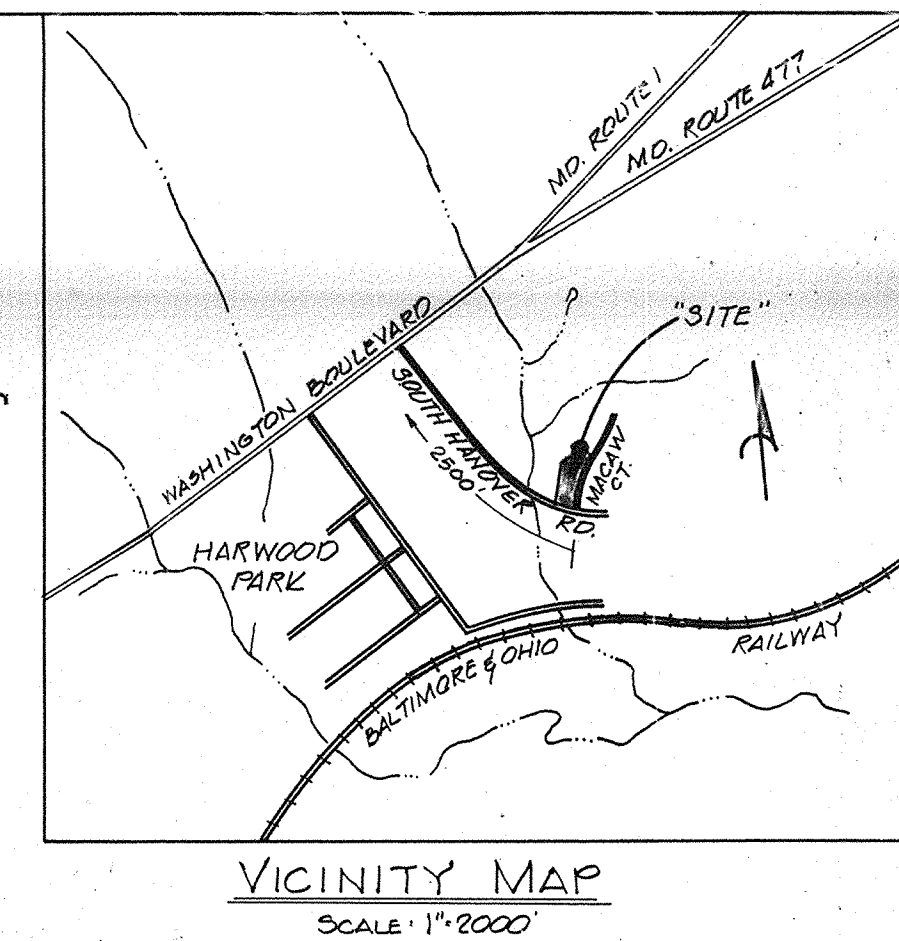 MD. ROUTE 1
MD. ROUTE 477
"SITE"
WASHINGTON BOULEVARD
SOUTH HANOVER RD.
2500'
MACAW
CT.
HARWOOD
PARK
BALTIMORE & OHIO RAILWAY
VICINITY MAP
SCALE: 1"=2000'